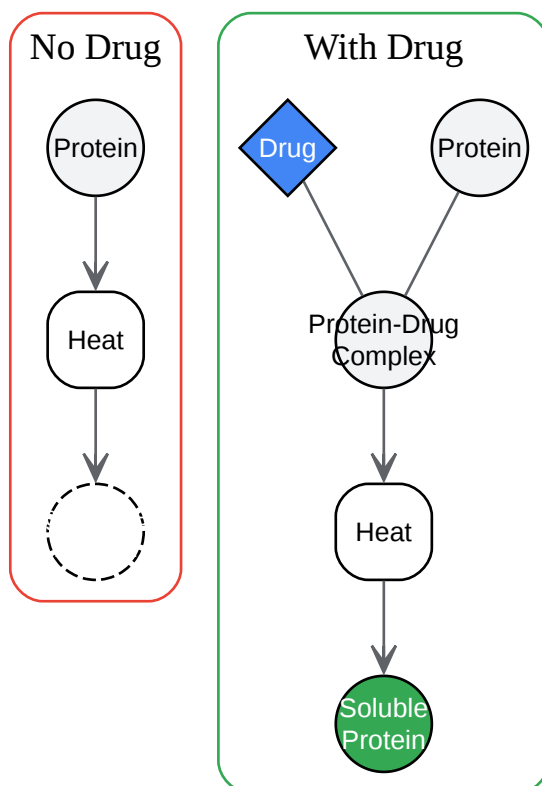 No Drug
Protein
Heat
With Drug
Drug
Protein
Protein-Drug
Complex
Heat
Soluble
Protein